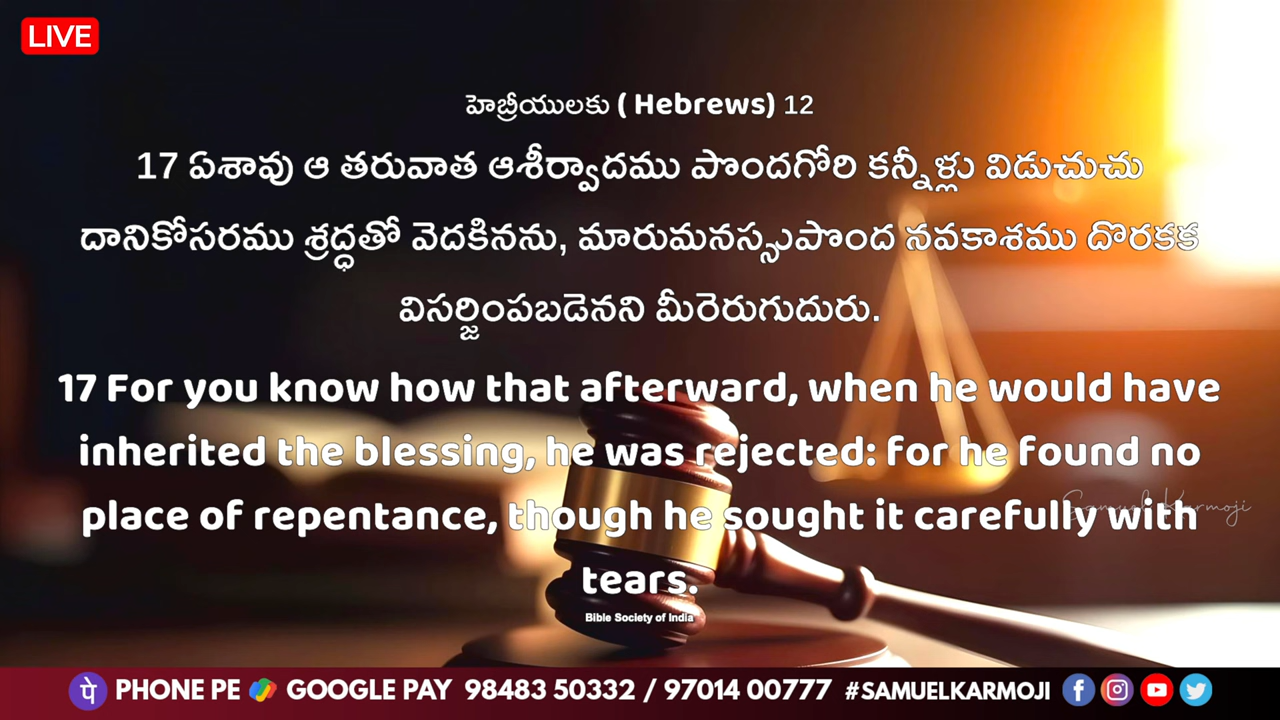 LIVE
హెబ్రీయులకు ( Hebrews) 12
17 ఏశావు ఆ తరువాత ఆశీర్వాదము పొందగోరి కన్నీళ్లు విడుచుచు
దానికోసరము శ్రద్ధతో వెదకినను, మారుమనస్సుపొంద నవకాశము దొరకక
విసర్జింపబడెనని మీరెరుగుదురు.
17 For you know how that afterward, when he would have
inherited the blessing, he was rejected: for he found no
place of repentance, though he sought it carefully with
tears.
Samuel Karmoji
Bible Society of India
पे PHONE PE GOOGLE PAY 98483 50332 / 97014 00777 #SAMUELKARMOJI